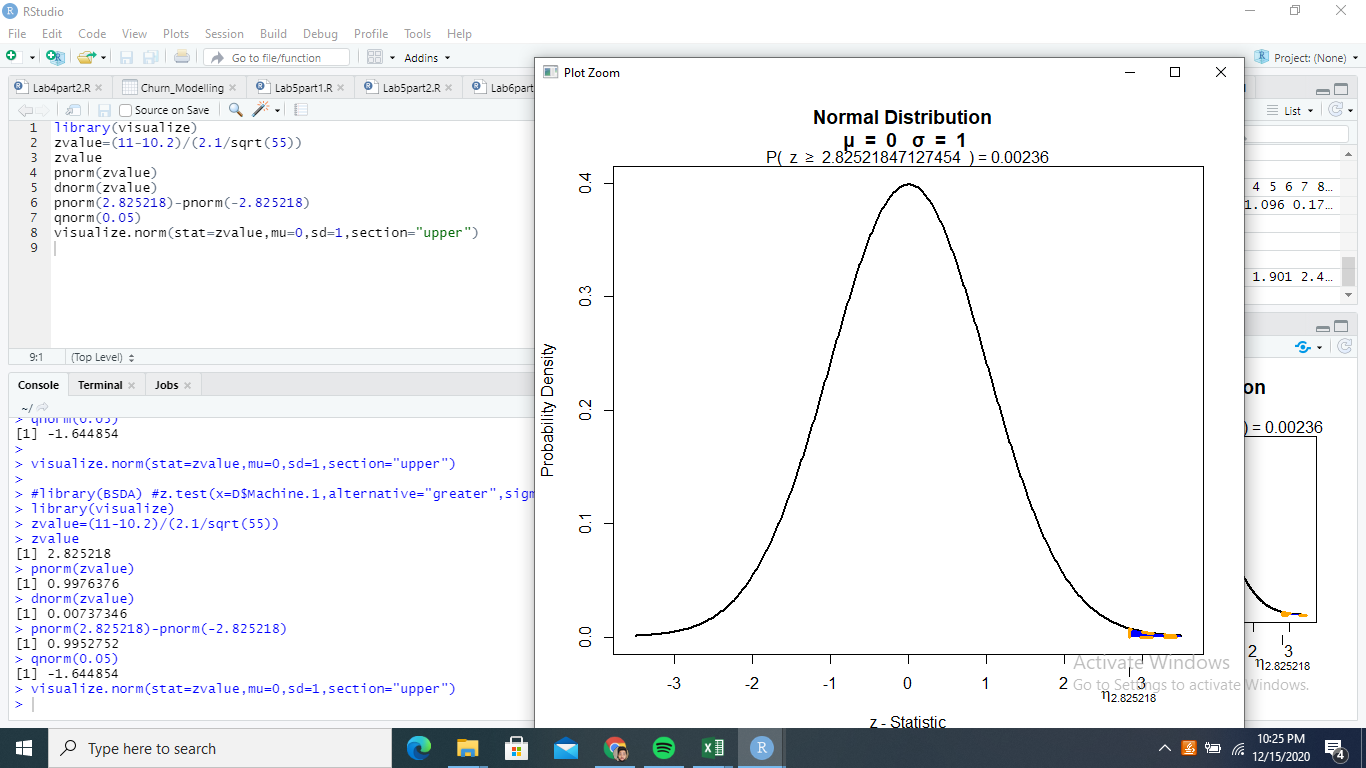 RStudio
File Edit Code View Plots Session Build Debug Profile Tools Help
Go to file/function Addins Project: (None)
Lab4part2.R Churn_Modelling Lab5part1.R Lab5part2.R Lab6part
Source on Save
1 library(visualize)
2 zvalue=(11-10.2)/(2.1/sqrt(55))
3 zvalue
4 pnorm(zvalue)
5 dnorm(zvalue)
6 pnorm(2.825218)-pnorm(-2.825218)
7 qnorm(0.05)
8 visualize.norm(stat=zvalue,mu=0,sd=1,section="upper")
9
9:1 (Top Level)
Console Terminal Jobs
~/
> qnorm(0.05)
[1] -1.644854
>
> visualize.norm(stat=zvalue,mu=0,sd=1,section="upper")
>
> #library(BSDA) #z.test(x=D$Machine.1,alternative="greater",sigm
> library(visualize)
> zvalue=(11-10.2)/(2.1/sqrt(55))
> zvalue
[1] 2.825218
> pnorm(zvalue)
[1] 0.9976376
> dnorm(zvalue)
[1] 0.00737346
> pnorm(2.825218)-pnorm(-2.825218)
[1] 0.9952752
> qnorm(0.05)
[1] -1.644854
> visualize.norm(stat=zvalue,mu=0,sd=1,section="upper")
>
Plot Zoom
Normal Distribution
μ = 0 σ = 1
P( z ≥ 2.82521847127454 ) = 0.00236
Probability Density
0.4
0.3
0.2
0.1
0.0
-3 -2 -1 0 1 2 3
η2.825218
z - Statistic
List
4 5 6 7 8...
1.096 0.17...
1.901 2.4...
on
) = 0.00236
2 3
η2.825218
Activate Windows
Go to Settings to activate Windows.
Type here to search
10:25 PM
12/15/2020
4